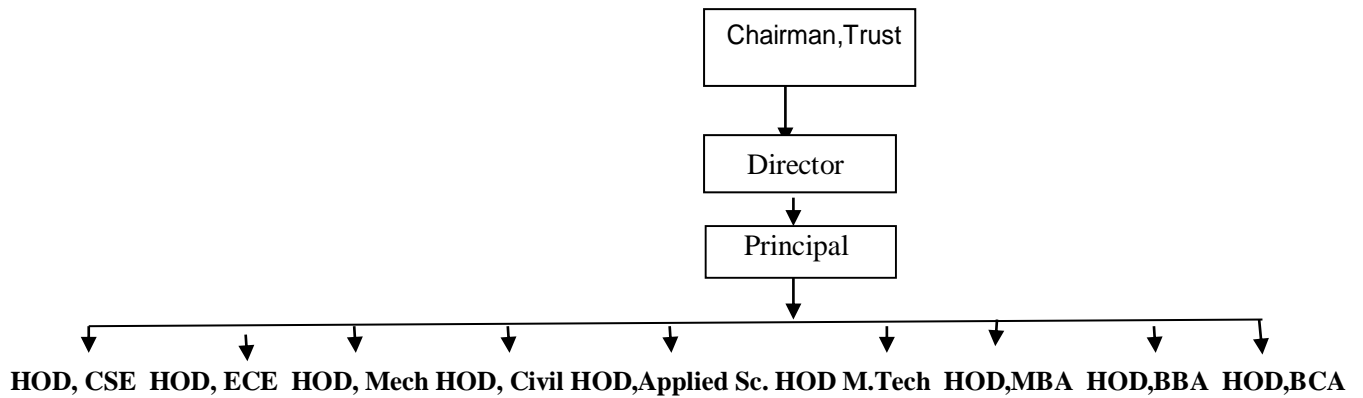 Chairman,Trust
Director
Principal
HOD, CSE HOD, ECE HOD, Mech HOD, Civil HOD,Applied Sc. HOD M.Tech HOD,MBA HOD,BBA HOD,BCA